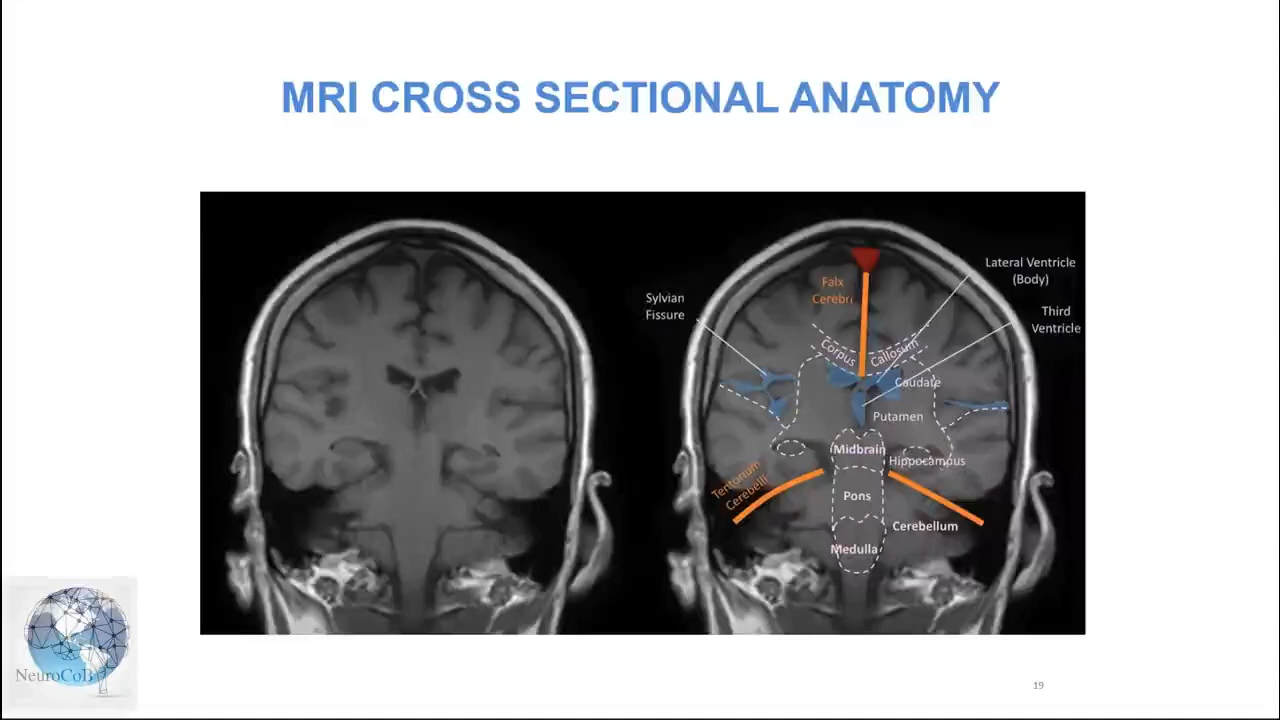 MRI CROSS SECTIONAL ANATOMY
Lateral Ventricle
(Body)
Falx
Cerebri
Sylvian
Fissure
Third
Ventricle
Corpus Callosum
Caudate
Putamen
Midbrain
Hippocampus
Tentorium
Cerebelli
Pons
Cerebellum
Medulla
NeuroCoB
19